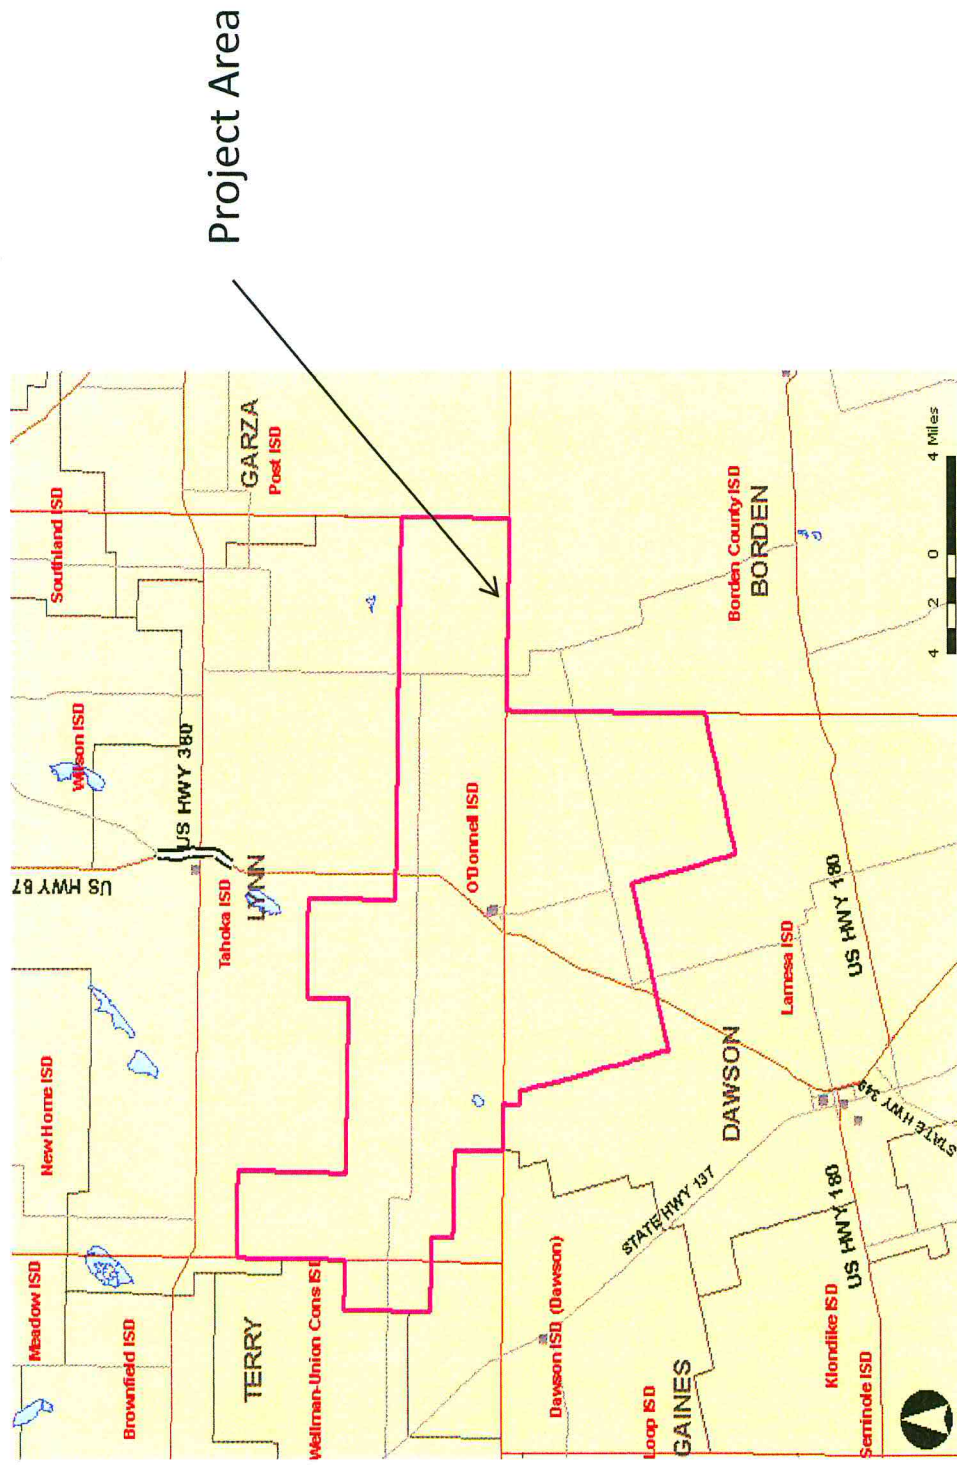 Project Area
Meadow ISD
New Home ISD
Wilson ISD
Southland ISD
US HWY 87
Brownfield ISD
US HWY 380
Tahoka ISD
LYNN
GARZA
Post ISD
TERRY
Wellman-Union Cons ISD
O'Donnell ISD
Dawson ISD (Dawson)
STATE HWY 137
DAWSON
Borden County ISD
BORDEN
Loop ISD
GAINES
Lamesa ISD
Klondike ISD
US HWY 180
US HWY 180
STATE HWY 349
Seminole ISD
4 2 0 4 Miles